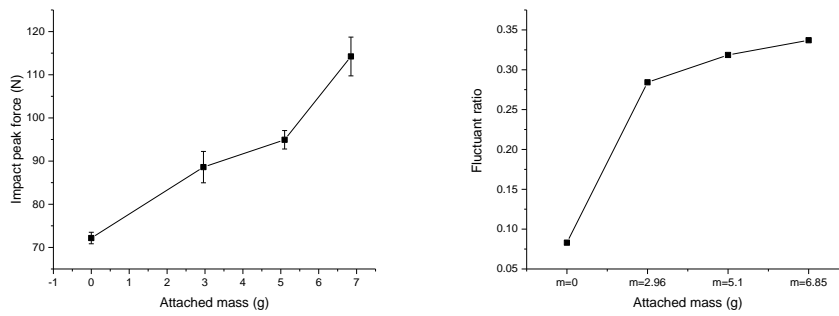 120
110
100
90
80
70
Impact peak force (N)
-1 0 1 2 3 4 5 6 7
Attached mass (g)
0.35
0.30
0.25
0.20
0.15
0.10
0.05
Fluctuant ratio
m=0 m=2.96 m=5.1 m=6.85
Attached mass (g)